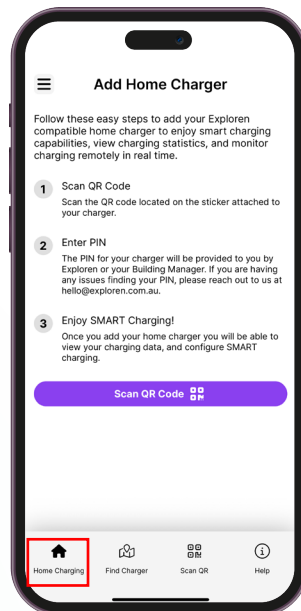 Add Home Charger
Follow these easy steps to add your Exploren
compatible home charger to enjoy smart charging
capabilities, view charging statistics, and monitor
charging remotely in real time.
1 Scan QR Code
Scan the QR code located on the sticker attached to
your charger.
2 Enter PIN
The PIN for your charger will be provided to you by
Exploren or your Building Manager. If you are having
any issues finding your PIN, please reach out to us at
hello@exploren.com.au.
3 Enjoy SMART Charging!
Once you add your home charger you will be able to
view your charging data, and configure SMART
charging.
Scan QR Code
Home Charging Find Charger Scan QR Help